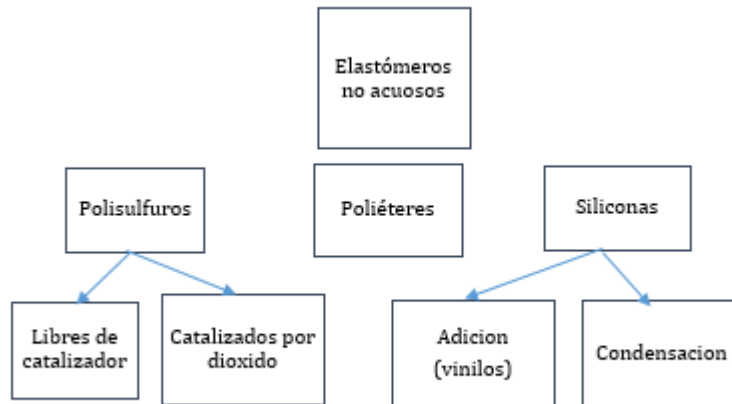 Elastómeros
no acuosos
Polisulfuros
Poliéteres
Siliconas
Libres de
catalizador
Catalizados por
dioxido
Adicion
(vinilos)
Condensacion